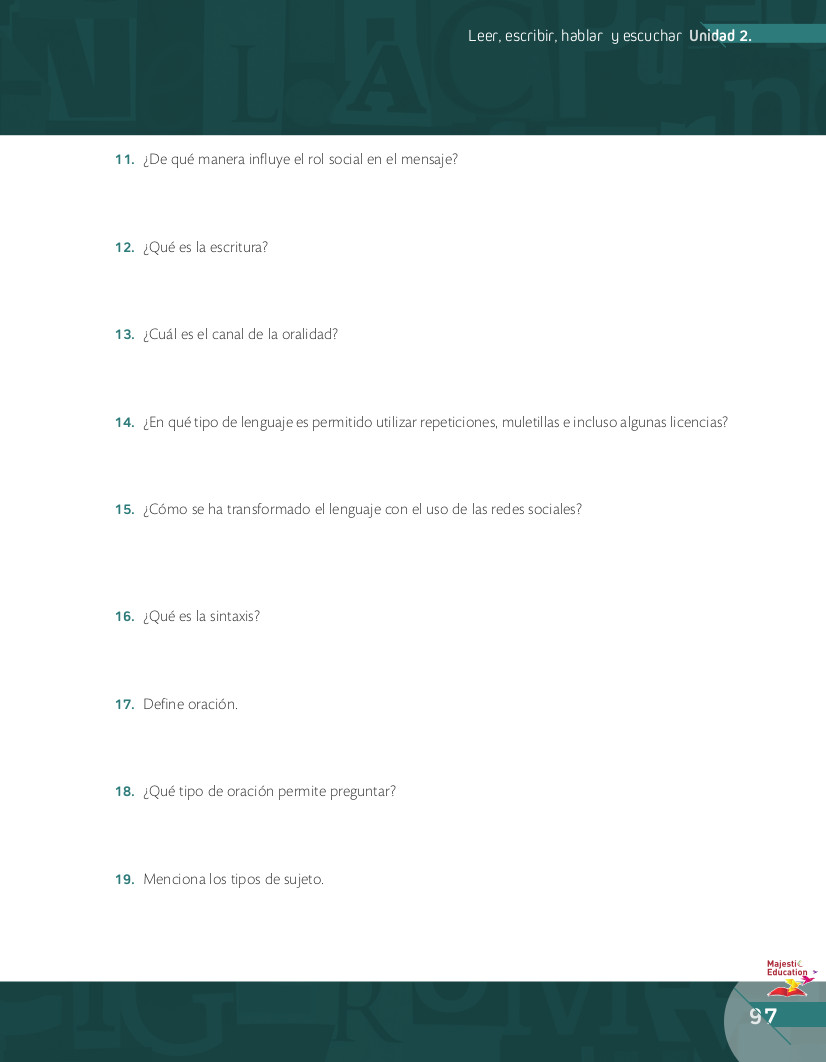 Leer, escribir, hablar y escuchar Unidad 2.
11. ¿De qué manera influye el rol social en el mensaje?
12. ¿Qué es la escritura?
13. ¿Cuál es el canal de la oralidad?
14. ¿En qué tipo de lenguaje es permitido utilizar repeticiones, muletillas e incluso algunas licencias?
15. ¿Cómo se ha transformado el lenguaje con el uso de las redes sociales?
16. ¿Qué es la sintaxis?
17. Define oración.
18. ¿Qué tipo de oración permite preguntar?
19. Menciona los tipos de sujeto.
Majestic
Education
97